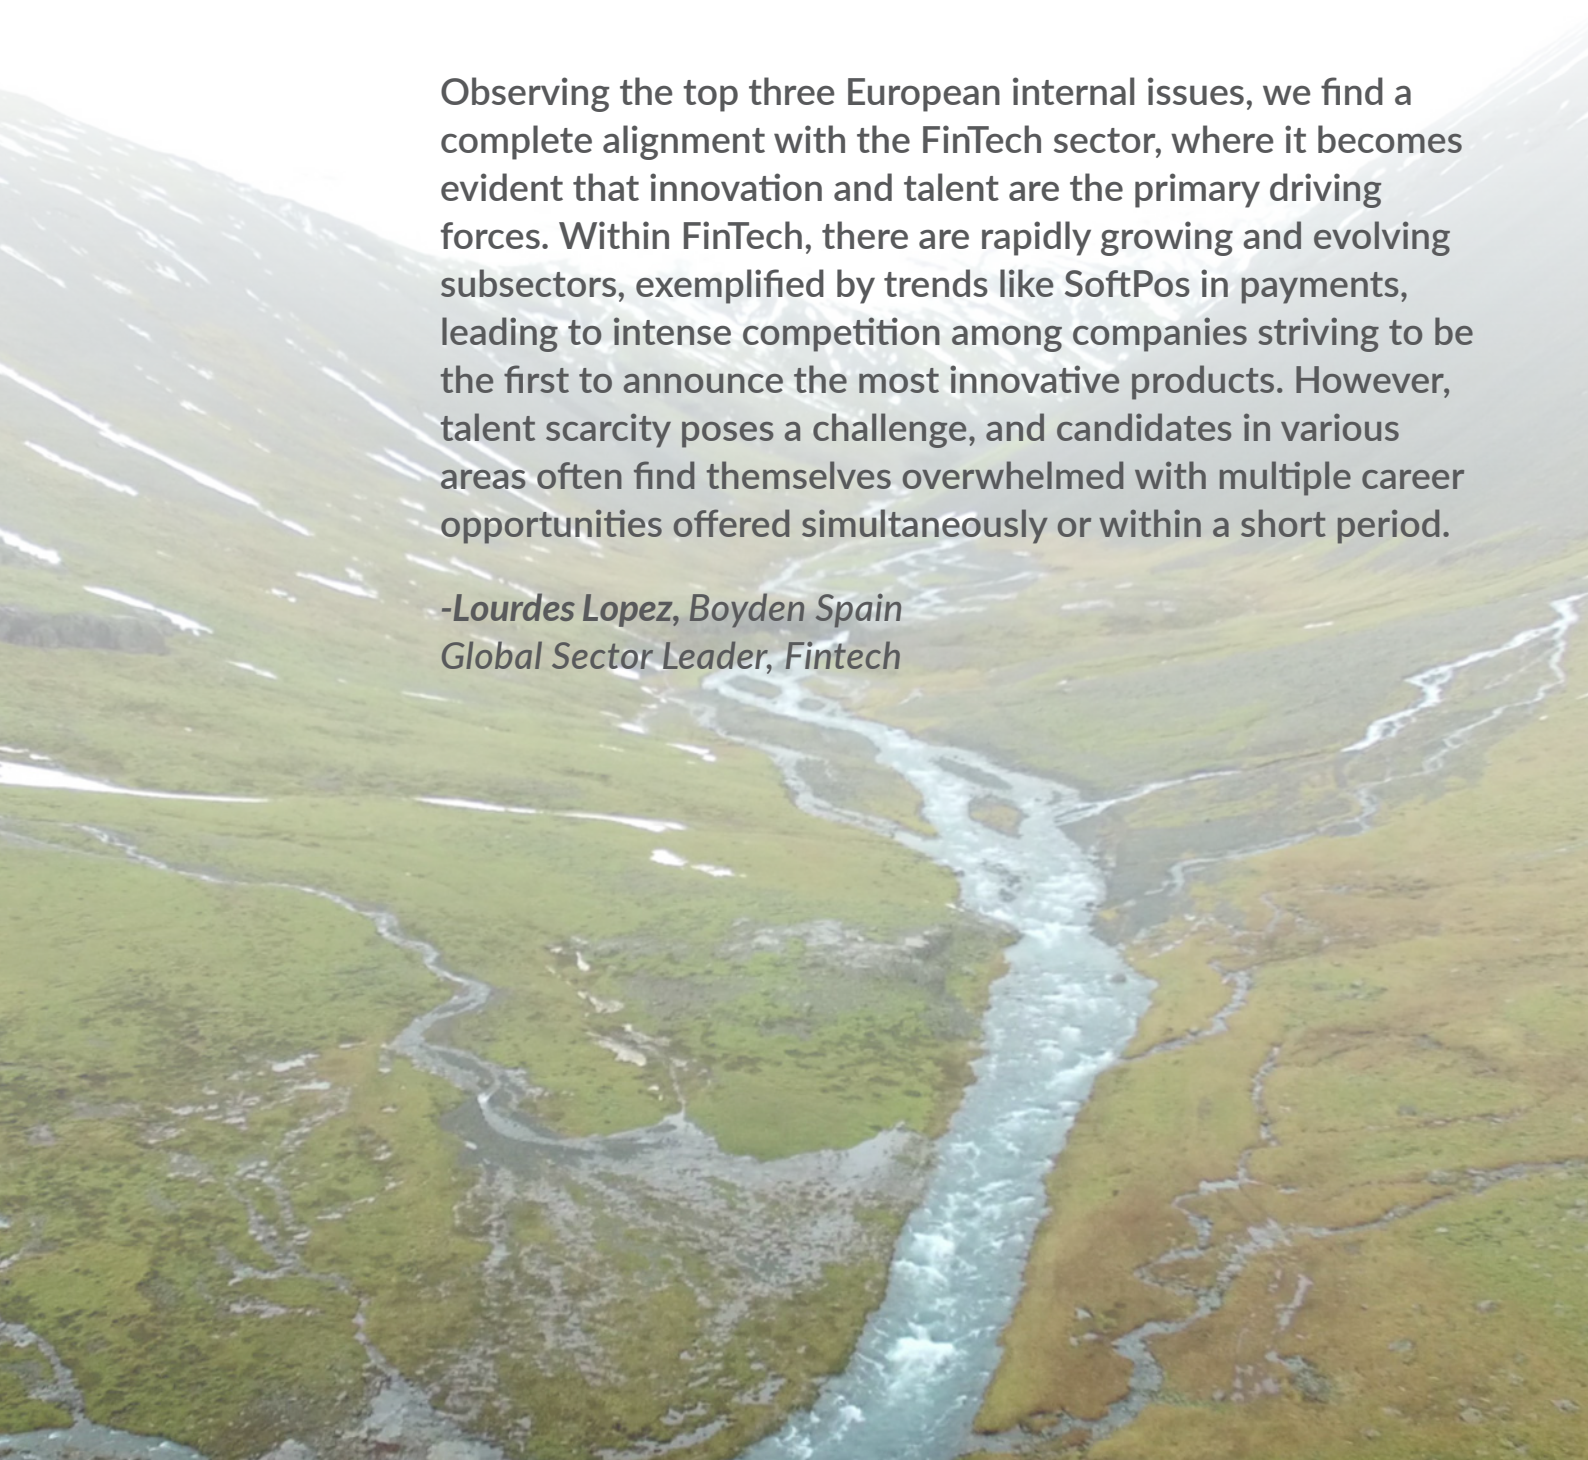 Observing the top three European internal issues, we find a
complete alignment with the FinTech sector, where it becomes
evident that innovation and talent are the primary driving
forces. Within FinTech, there are rapidly growing and evolving
subsectors, exemplified by trends like SoftPos in payments,
leading to intense competition among companies striving to be
the first to announce the most innovative products. However,
talent scarcity poses a challenge, and candidates in various
areas often find themselves overwhelmed with multiple career
opportunities offered simultaneously or within a short period.
-Lourdes Lopez, Boyden Spain
Global Sector Leader, Fintech